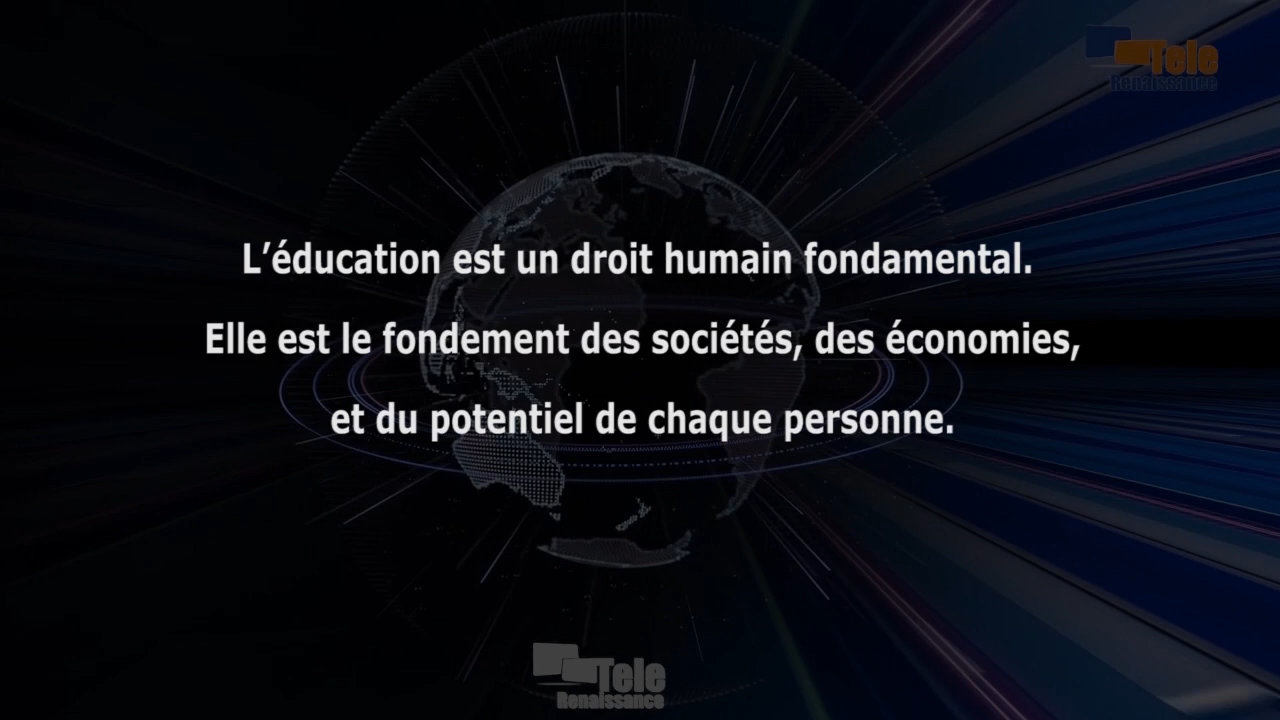 Tele
Renaissance
L’éducation est un droit humain fondamental.
Elle est le fondement des sociétés, des économies,
et du potentiel de chaque personne.
Tele
Renaissance